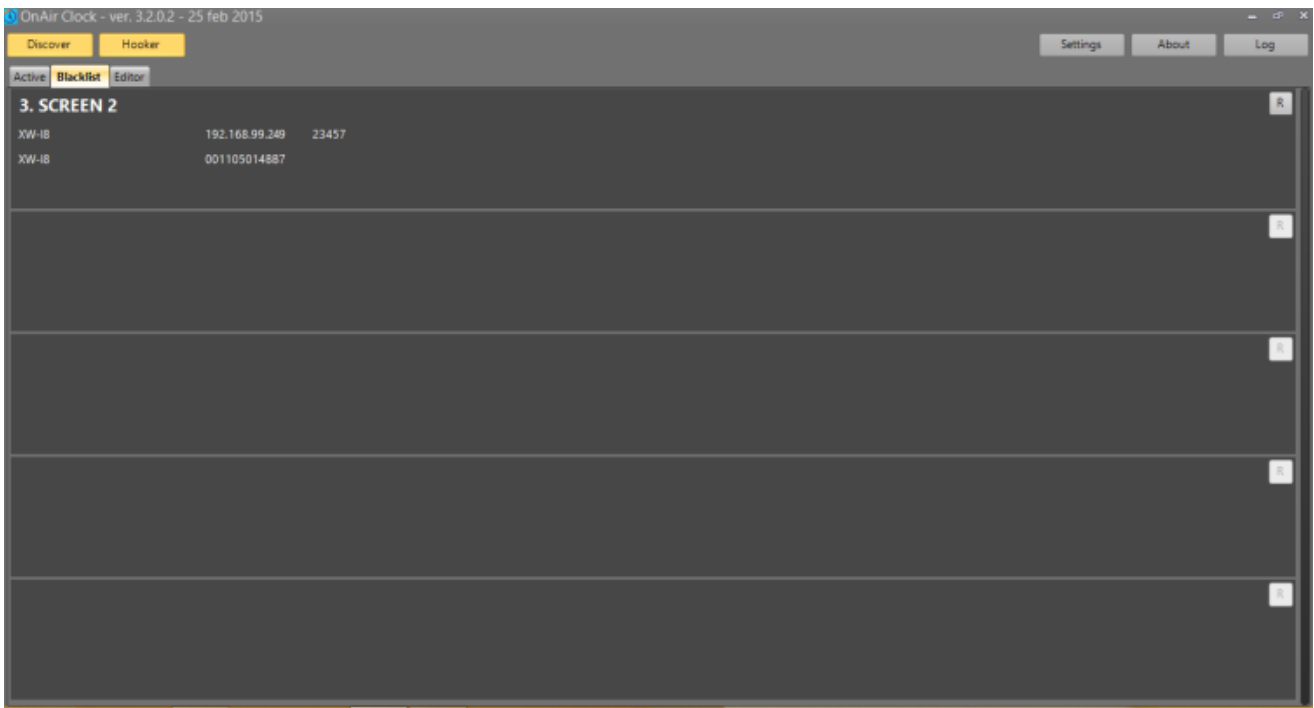 OnAir Clock - ver. 3.2.0.2 - 25 feb 2015
Discover Hooker Settings About Log
Active Blacklist Editor
3. SCREEN 2 R
XW-I8 192.168.99.249 23457
XW-I8 001105014887
R
R
R
R